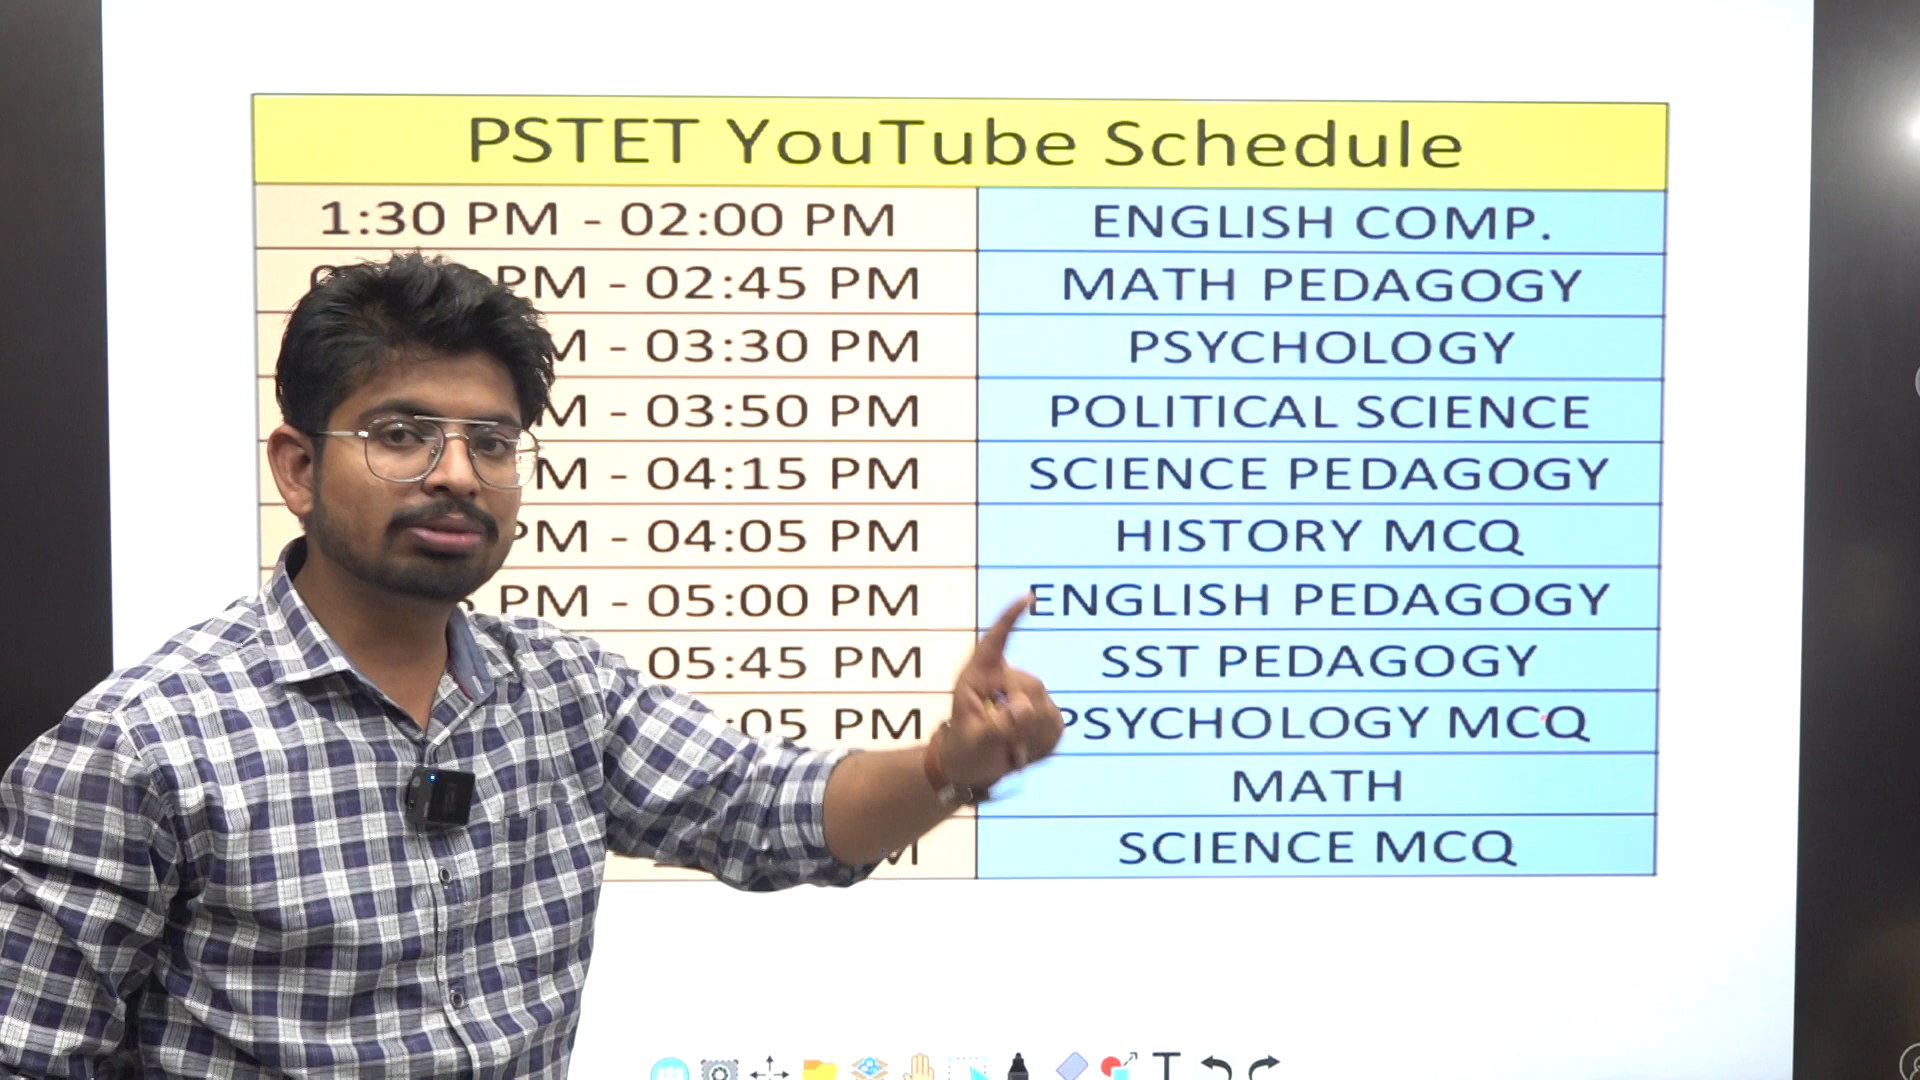 PSTET YouTube Schedule
1:30 PM - 02:00 PM ENGLISH COMP.
PM - 02:45 PM MATH PEDAGOGY
- 03:30 PM PSYCHOLOGY
- 03:50 PM POLITICAL SCIENCE
- 04:15 PM SCIENCE PEDAGOGY
PM - 04:05 PM HISTORY MCQ
PM - 05:00 PM ENGLISH PEDAGOGY
05:45 PM SST PEDAGOGY
:05 PM PSYCHOLOGY MCQ
MATH
SCIENCE MCQ
T